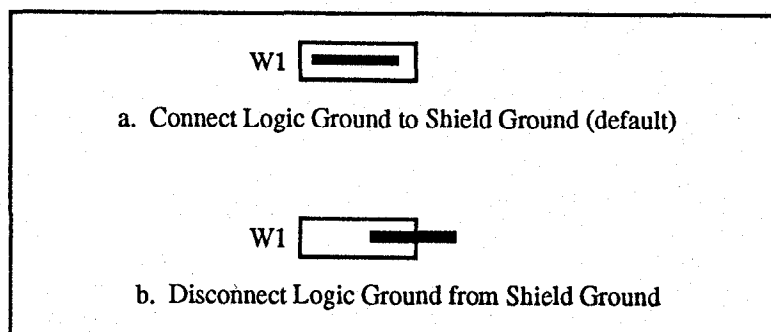 W1
a. Connect Logic Ground to Shield Ground (default)
W1
b. Disconnect Logic Ground from Shield Ground